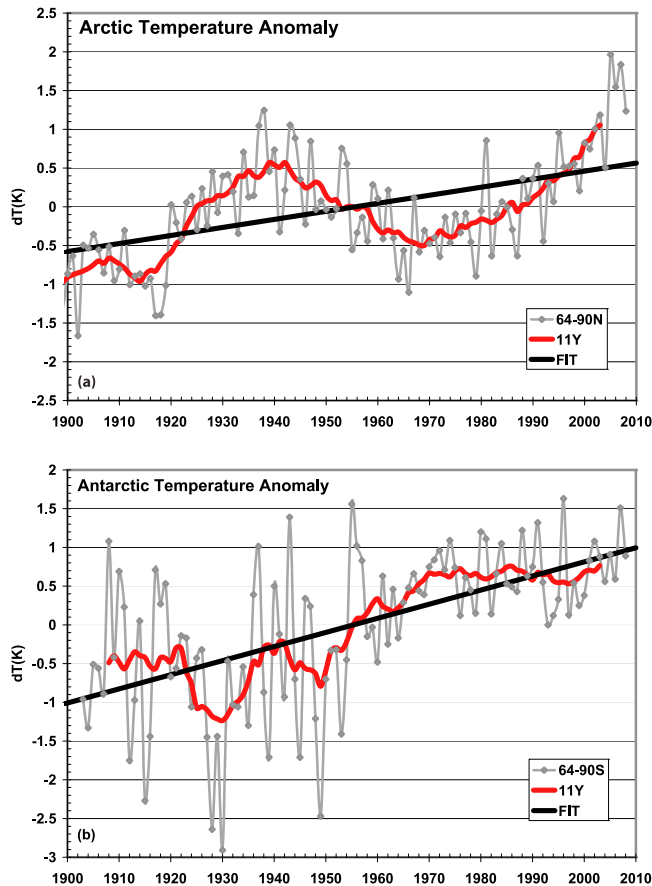 Arctic Temperature Anomaly
2.5
2
1.5
1
0.5
0
-0.5
-1
-1.5
-2
-2.5
dT(K)
64-90N
11Y
FIT
(a)
1900 1910 1920 1930 1940 1950 1960 1970 1980 1990 2000 2010
Antarctic Temperature Anomaly
2
1.5
1
0.5
0
-0.5
-1
-1.5
-2
-2.5
-3
dT(K)
64-90S
11Y
FIT
(b)
1900 1910 1920 1930 1940 1950 1960 1970 1980 1990 2000 2010